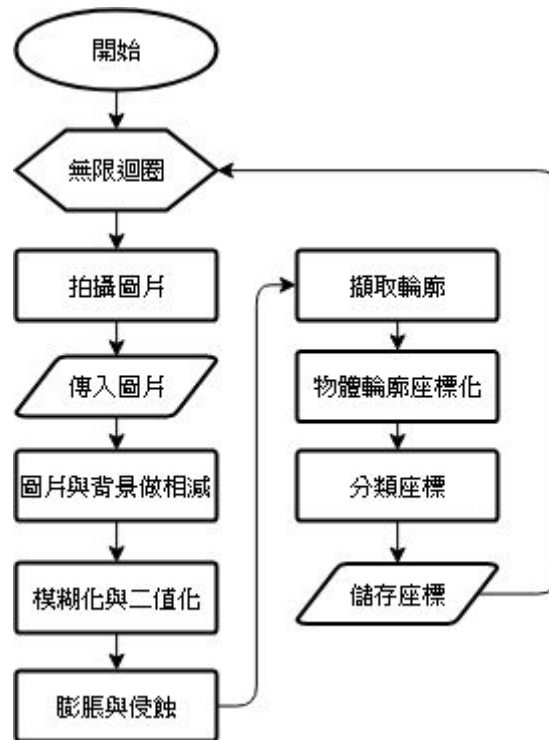 開始
無限迴圈
拍攝圖片
傳入圖片
圖片與背景做相減
模糊化與二值化
膨脹與侵蝕
擷取輪廓
物體輪廓座標化
分類座標
儲存座標